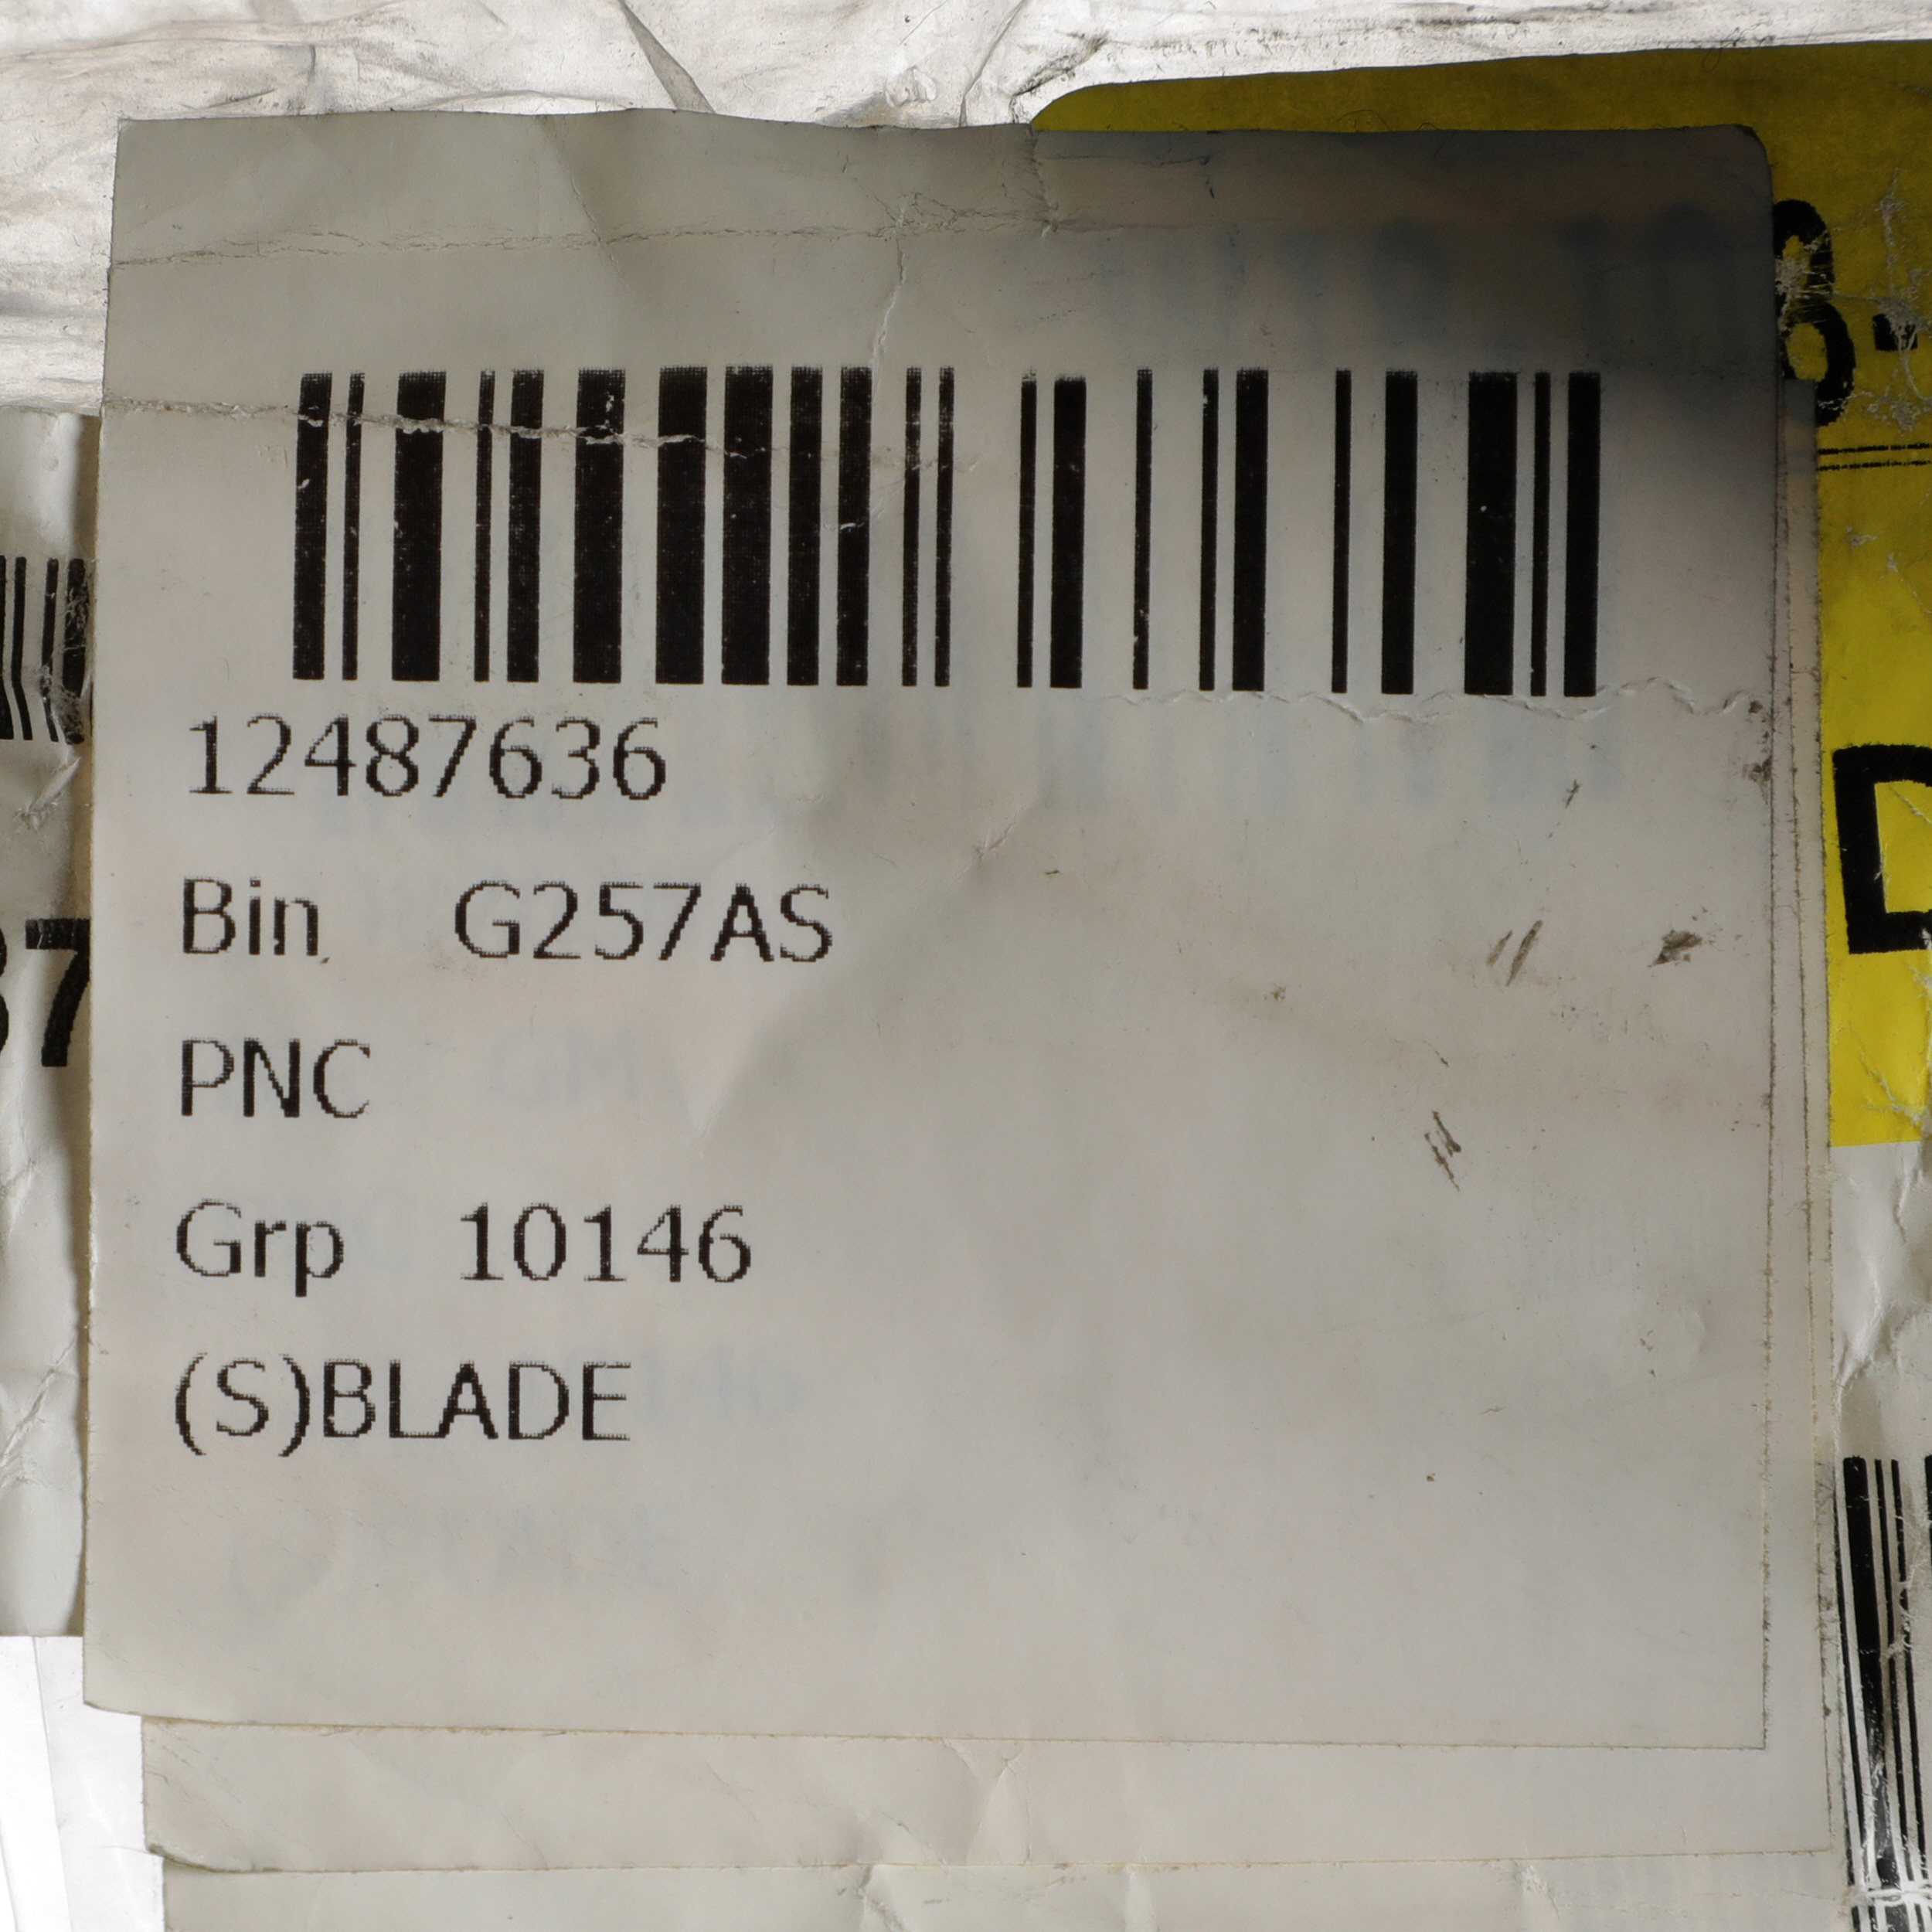 12487636
Bin G257AS
PNC
Grp 10146
(S)BLADE